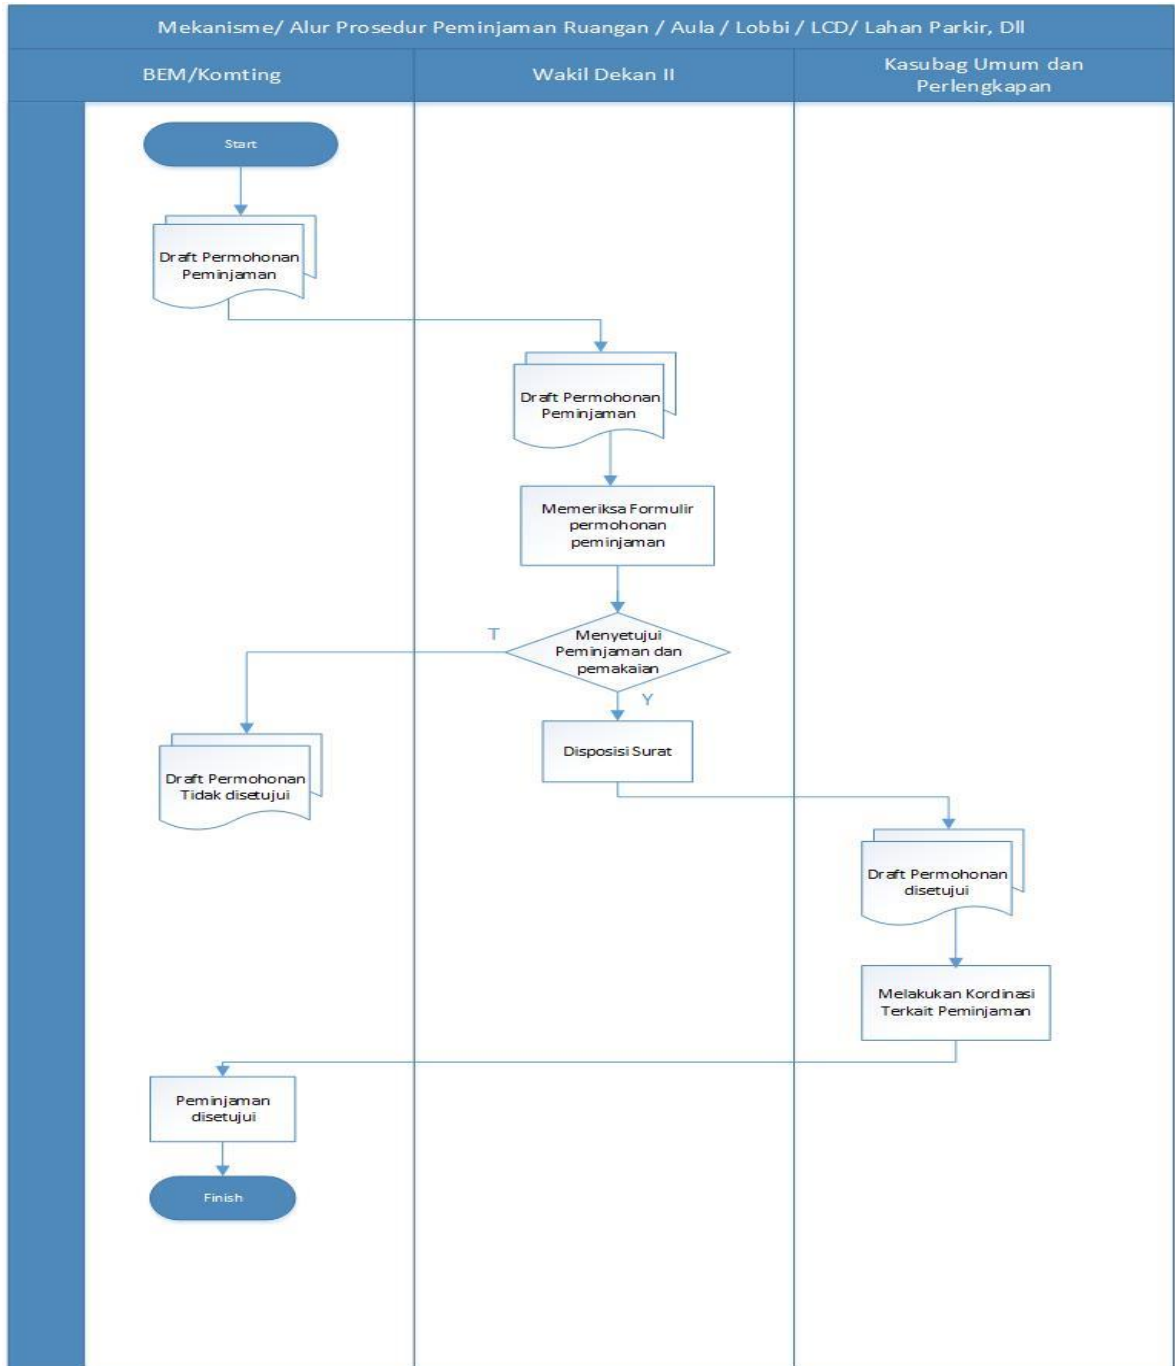 Mekanisme/ Alur Prosedur Peminjaman Ruangan / Aula / Lobbi / LCD/ Lahan Parkir, Dll
BEM/Komting
Wakil Dekan II
Kasubag Umum dan
Perlengkapan
Start
Draft Permohonan
Peminjaman
Draft Permohonan
Peminjaman
Memeriksa Formulir
permohonan
peminjaman
Menyetujui
Peminjaman dan
pemakaian
T
Y
Disposisi Surat
Draft Permohonan
Tidak disetujui
Draft Permohonan
disetujui
Melakukan Kordinasi
Terkait Peminjaman
Peminjaman
disetujui
Finish